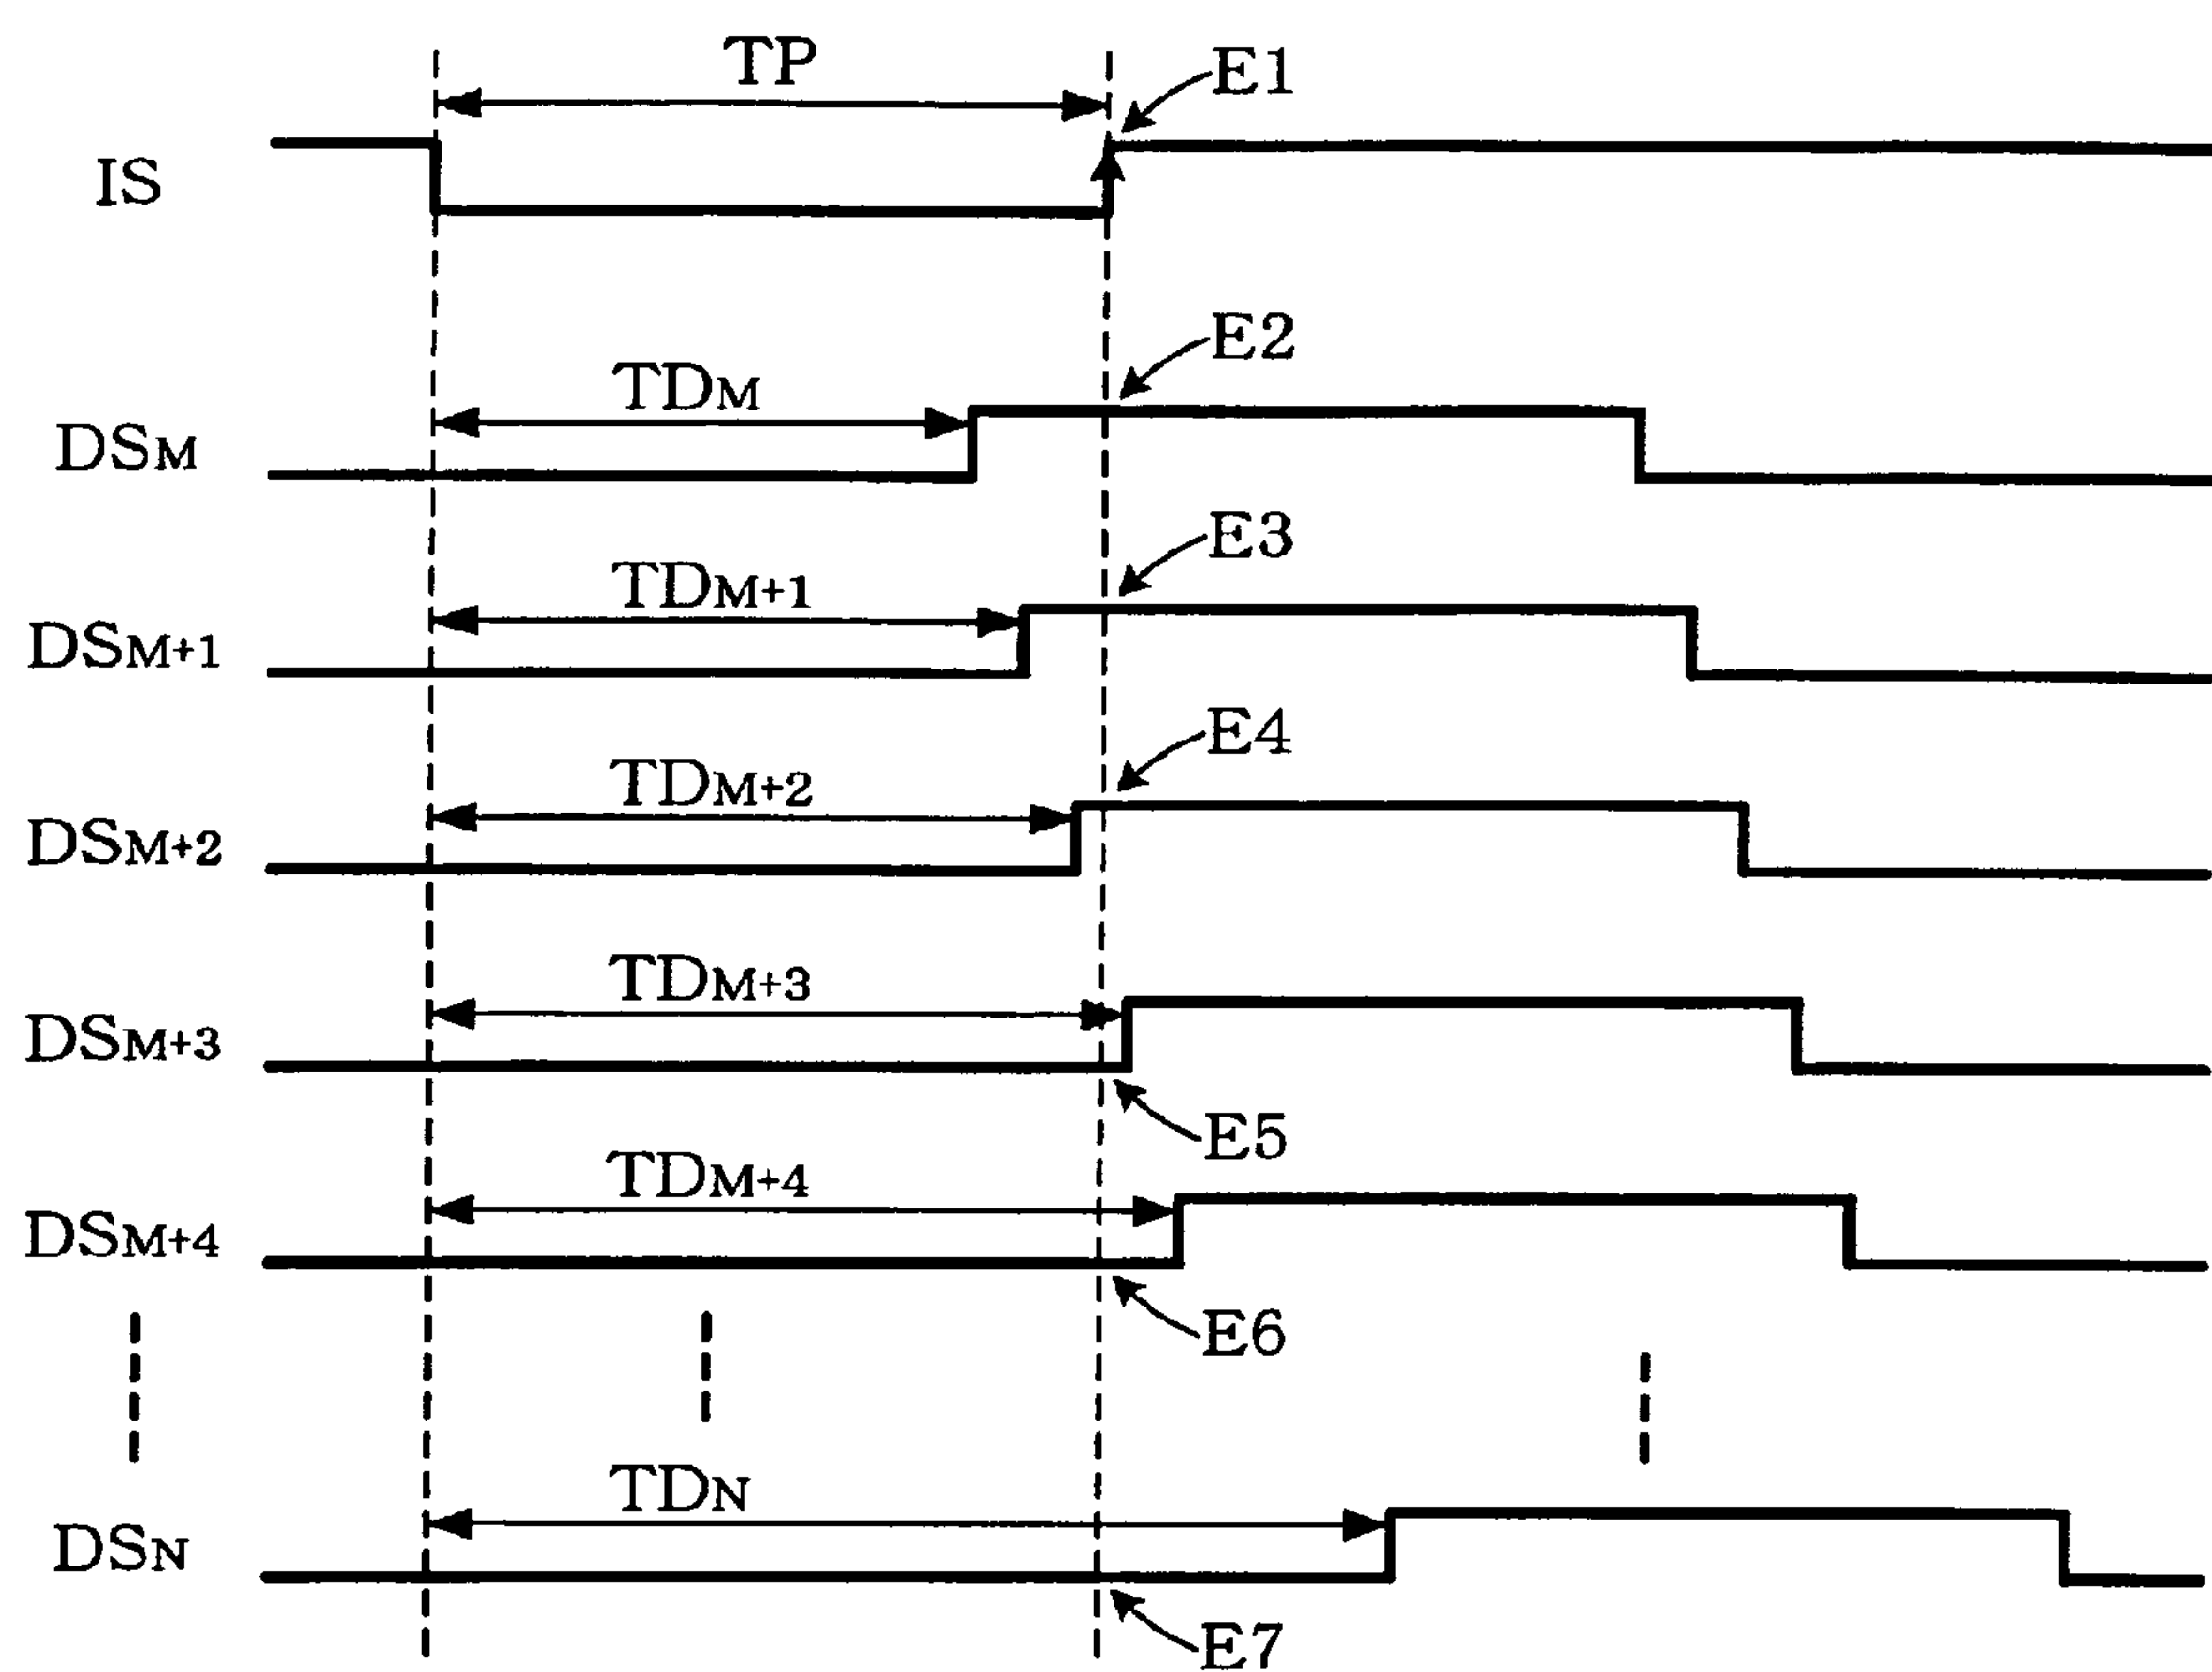 TP
E1
IS
E2
TDM
DSM
E3
TDM+1
DSM+1
E4
TDM+2
DSM+2
TDM+3
DSM+3
E5
TDM+4
DSM+4
E6
TDN
DSN
E7